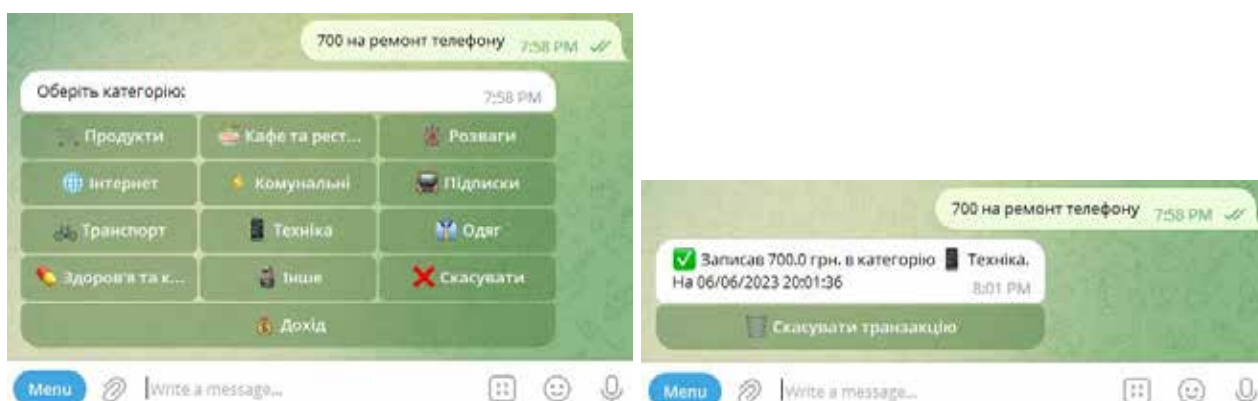 700 на ремонт телефону 7:58 PM
Оберіть категорію:
7:58 PM
Продукти Кафе та рест... Розваги
Інтернет Комунальні Підписки
Транспорт Техніка Одяг
Здоров'я та к... Інше Скасувати
Дохід
Menu Write a message...
700 на ремонт телефону 7:58 PM
Записав 700.0 грн. в категорію Техніка.
На 06/06/2023 20:01:36
8:01 PM
Скасувати транзакцію
Menu Write a message...